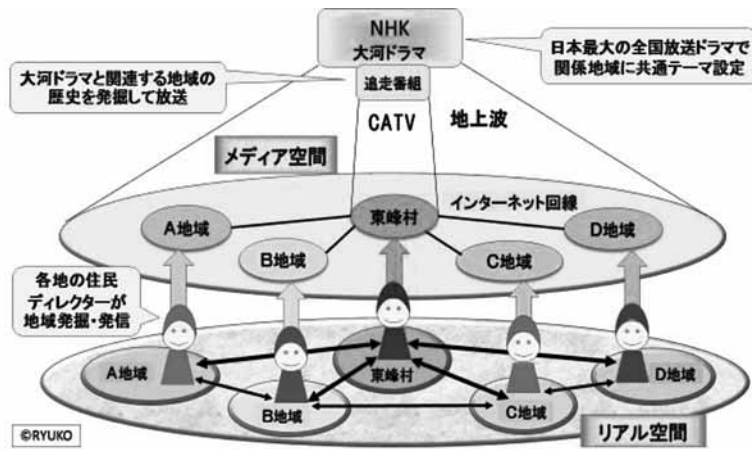 NHK
大河ドラマ
日本最大の全国放送ドラマで
関係地域に共通テーマ設定
大河ドラマと関連する地域の
歴史を発掘して放送
追走番組
CATV
地上波
メディア空間
インターネット回線
A地域
東峰村
D地域
B地域
C地域
各地の住民
ディレクターが
地域発掘・発信
A地域
東峰村
D地域
B地域
C地域
リアル空間
©RYUKO